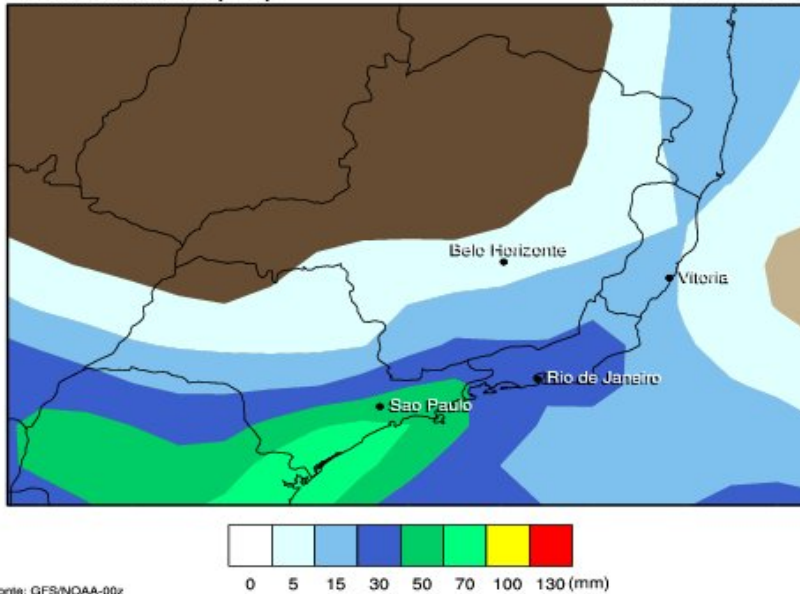 Belo Horizonte
Vitoria
Rio de Janeiro
Sao Paulo
0 5 15 30 50 70 100 130 (mm)
onte: GFS/NOAA-00z